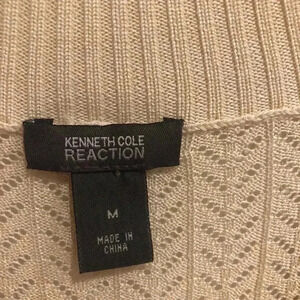 KENNETH COLE
REACTION
M
MADE IN
CHINA